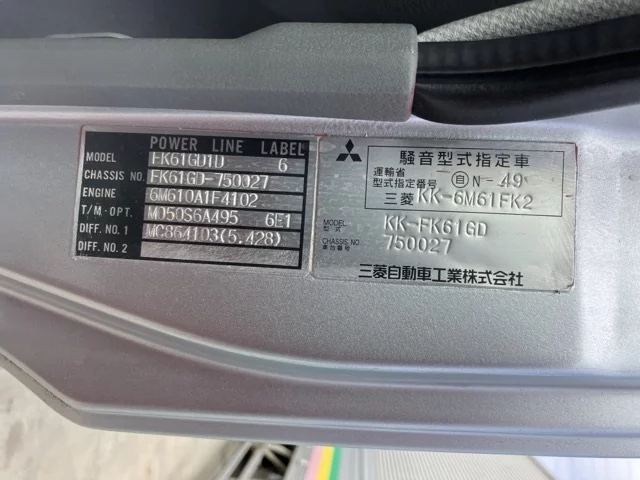 POWER LINE LABEL
MODEL FK61GD1D 6
CHASSIS NO. FK61GD-750027
ENGINE 6M610A1F4102
T/M·OPT. MO50S6A495 6E1
DIFF. NO. 1 MC864103(5.428)
DIFF. NO. 2
騒音型式指定車
運輸省
型式指定番号 自 N-49
三菱 KK-6M61FK2
MODEL 型式 KK-FK61GD
CHASSIS NO. 車台番号 750027
三菱自動車工業株式会社